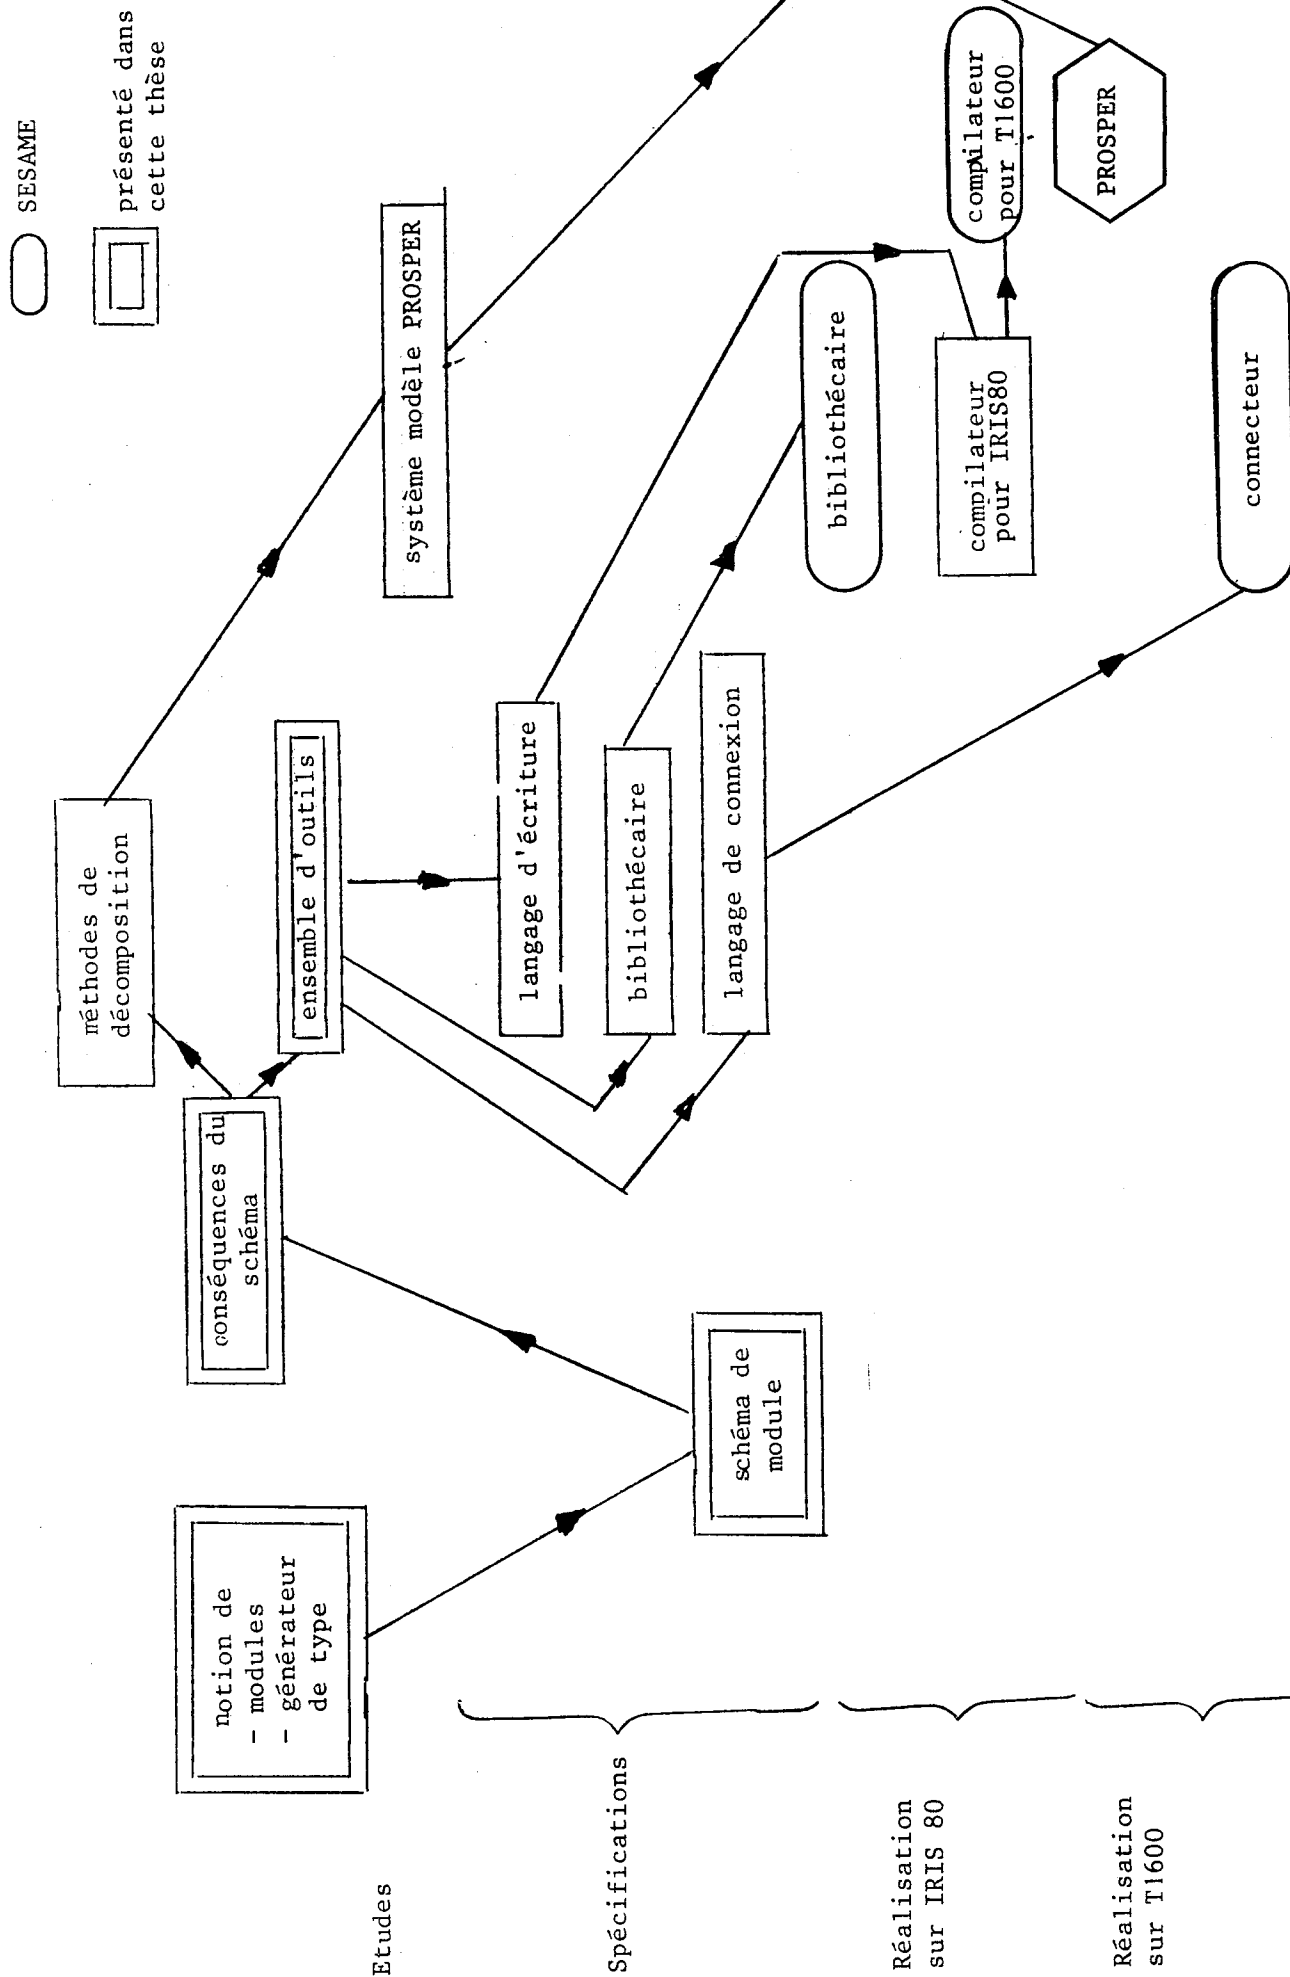 SESAME
présenté dans
cette thèse
méthodes de
décomposition
système modèle PROSPER
conséquences du
schéma
ensemble d'outils
notion de
- modules
- générateur
de type
Etudes
langage d'écriture
bibliothécaire
langage de connexion
schéma de
module
Spécifications
bibliothécaire
compilateur
pour IRIS80
compilateur
pour T1600
PROSPER
Réalisation
sur IRIS 80
connecteur
Réalisation
sur T1600